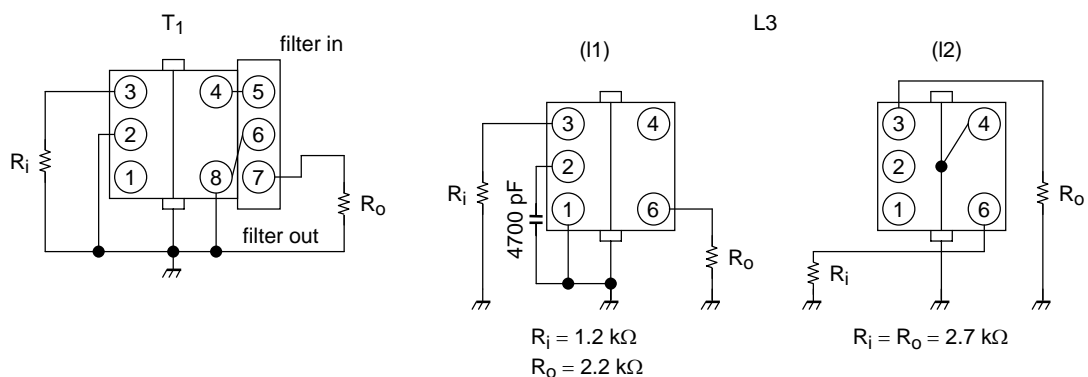 T1
filter in
3
4
5
2
6
Ri
1
8
7
Ro
filter out
L3
(I1)
3
4
2
Ri
4700 pF
1
6
Ro
Ri = 1.2 kΩ
Ro = 2.2 kΩ
(I2)
3
4
2
Ro
1
6
Ri
Ri = Ro = 2.7 kΩ